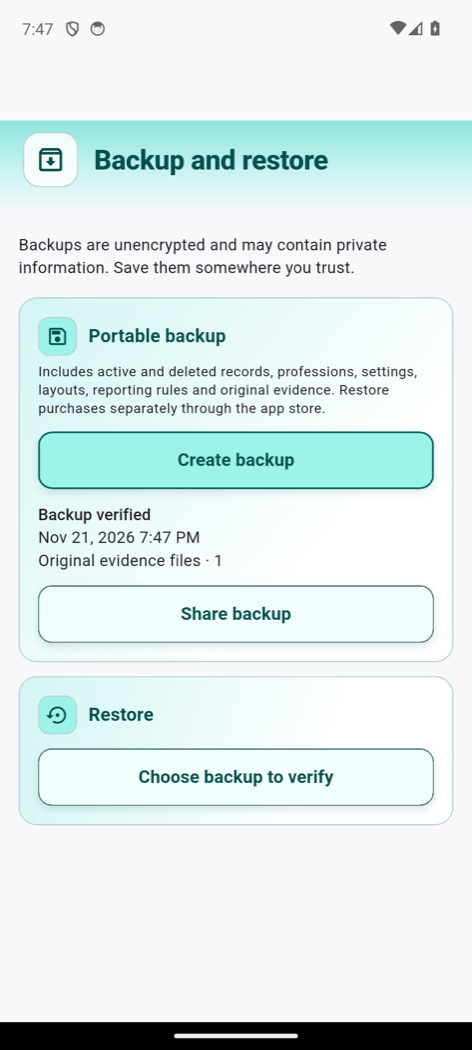 7:47
Backup and restore
Backups are unencrypted and may contain private
information. Save them somewhere you trust.
Portable backup
Includes active and deleted records, professions, settings,
layouts, reporting rules and original evidence. Restore
purchases separately through the app store.
Create backup
Backup verified
Nov 21, 2026 7:47 PM
Original evidence files · 1
Share backup
Restore
Choose backup to verify